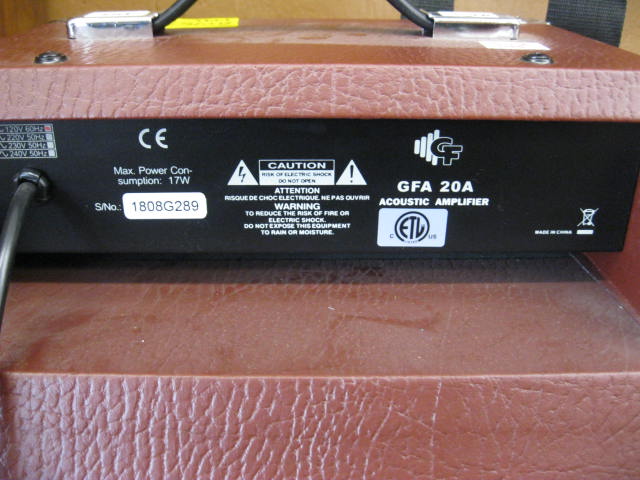 120V 60Hz
220V 50Hz
230V 50Hz
240V 50Hz
CE
Max. Power Con-
sumption: 17W
S/No.: 1808G289
CAUTION
RISK OF ELECTRIC SHOCK
DO NOT OPEN
ATTENTION
RISQUE DE CHOC ELECTRIQUE. NE PAS OUVRIR
WARNING
TO REDUCE THE RISK OF FIRE OR
ELECTRIC SHOCK.
DO NOT EXPOSE THIS EQUIPMENT
TO RAIN OR MOISTURE.
GF
GFA 20A
ACOUSTIC AMPLIFIER
C ETL US
MADE IN CHINA